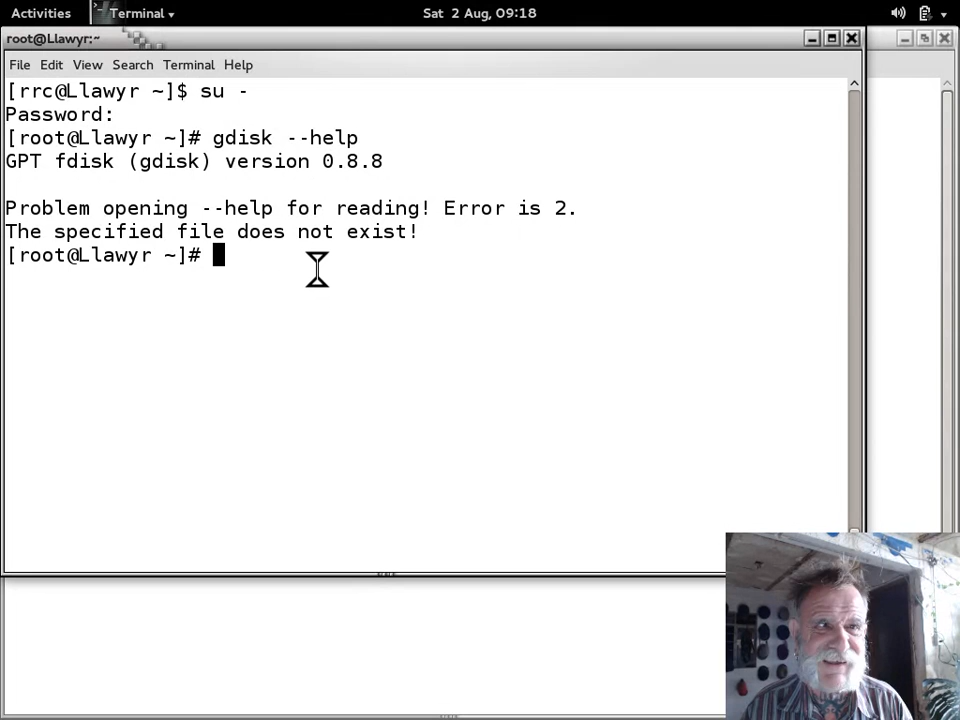 Activities
Terminal
Sat 2 Aug, 09:18
root@Llawyr:~
File Edit View Search Terminal Help
[rrc@Llawyr ~]$ su -
Password:
[root@Llawyr ~]# gdisk --help
GPT fdisk (gdisk) version 0.8.8
Problem opening --help for reading! Error is 2.
The specified file does not exist!
[root@Llawyr ~]#